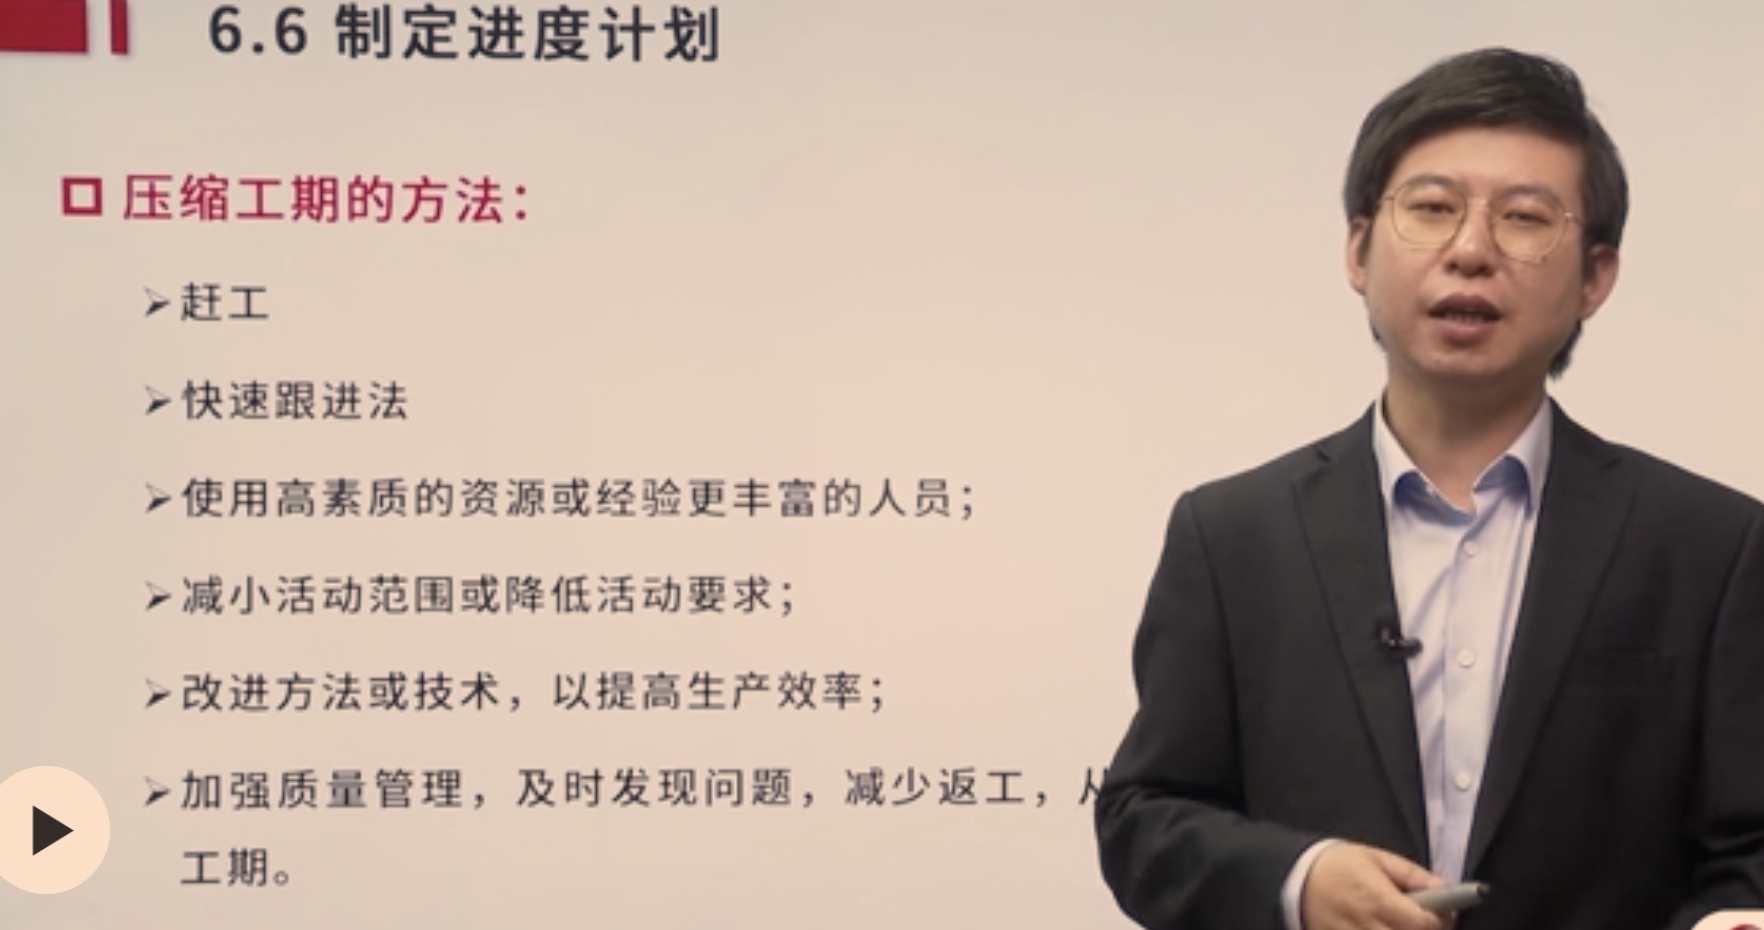 6.6 制定进度计划
压缩工期的方法：
➢赶工
➢快速跟进法
➢使用高素质的资源或经验更丰富的人员；
➢减小活动范围或降低活动要求；
➢改进方法或技术，以提高生产效率；
➢加强质量管理，及时发现问题，减少返工，从
工期。